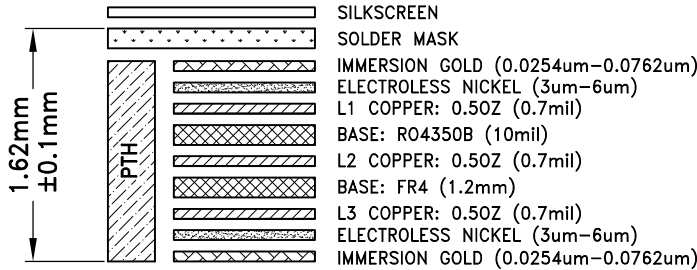 SILKSCREEN
SOLDER MASK
IMMERSION GOLD (0.0254um-0.0762um)
ELECTROLESS NICKEL (3um-6um)
L1 COPPER: 0.5OZ (0.7mil)
BASE: RO4350B (10mil)
L2 COPPER: 0.5OZ (0.7mil)
BASE: FR4 (1.2mm)
L3 COPPER: 0.5OZ (0.7mil)
ELECTROLESS NICKEL (3um-6um)
IMMERSION GOLD (0.0254um-0.0762um)
PTH
1.62mm
±0.1mm